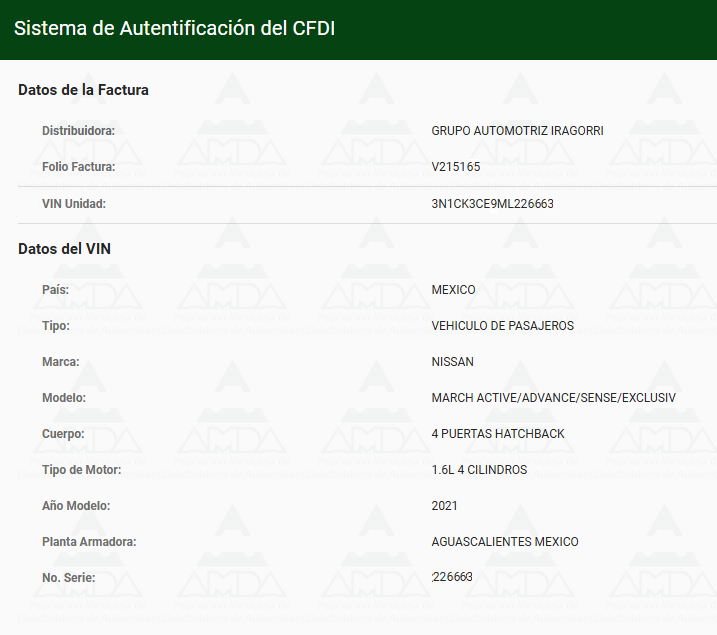 Sistema de Autentificación del CFDI
Datos de la Factura
Distribuidora: GRUPO AUTOMOTRIZ IRAGORRI
Folio Factura: V215165
VIN Unidad: 3N1CK3CE9ML226663
Datos del VIN
País: MEXICO
Tipo: VEHICULO DE PASAJEROS
Marca: NISSAN
Modelo: MARCH ACTIVE/ADVANCE/SENSE/EXCLUSIV
Cuerpo: 4 PUERTAS HATCHBACK
Tipo de Motor: 1.6L 4 CILINDROS
Año Modelo: 2021
Planta Armadora: AGUASCALIENTES MEXICO
No. Serie: 226663
AMDA